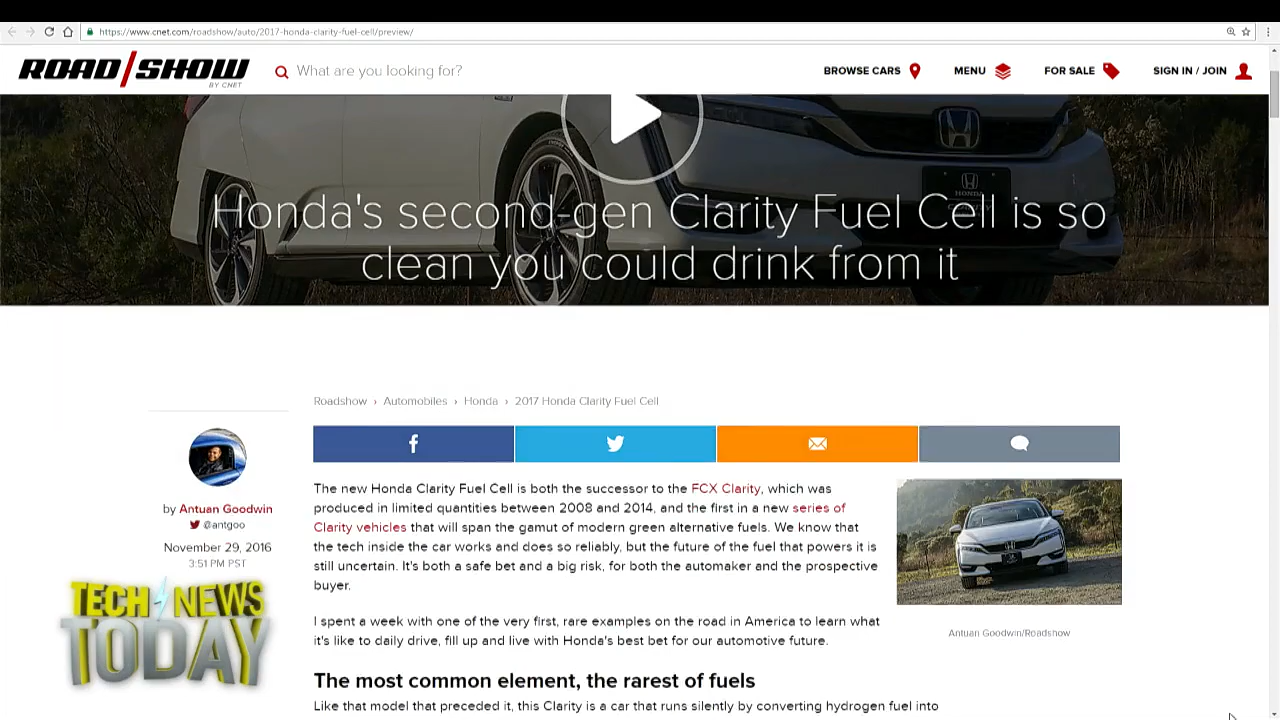 https://www.cnet.com/roadshow/auto/2017-honda-clarity-fuel-cell/preview/
ROAD/SHOW
BY CNET
What are you looking for?
BROWSE CARS
MENU
FOR SALE
SIGN IN / JOIN
HONDA
Honda's second-gen Clarity Fuel Cell is so
clean you could drink from it
Roadshow › Automobiles › Honda › 2017 Honda Clarity Fuel Cell
by Antuan Goodwin
@antgoo
November 29, 2016
3:51 PM PST
The new Honda Clarity Fuel Cell is both the successor to the FCX Clarity, which was
produced in limited quantities between 2008 and 2014, and the first in a new series of
Clarity vehicles that will span the gamut of modern green alternative fuels. We know that
the tech inside the car works and does so reliably, but the future of the fuel that powers it is
still uncertain. It's both a safe bet and a big risk, for both the automaker and the prospective
buyer.
Antuan Goodwin/Roadshow
I spent a week with one of the very first, rare examples on the road in America to learn what
it's like to daily drive, fill up and live with Honda's best bet for our automotive future.
The most common element, the rarest of fuels
Like that model that preceded it, this Clarity is a car that runs silently by converting hydrogen fuel into
TECH NEWS
TODAY